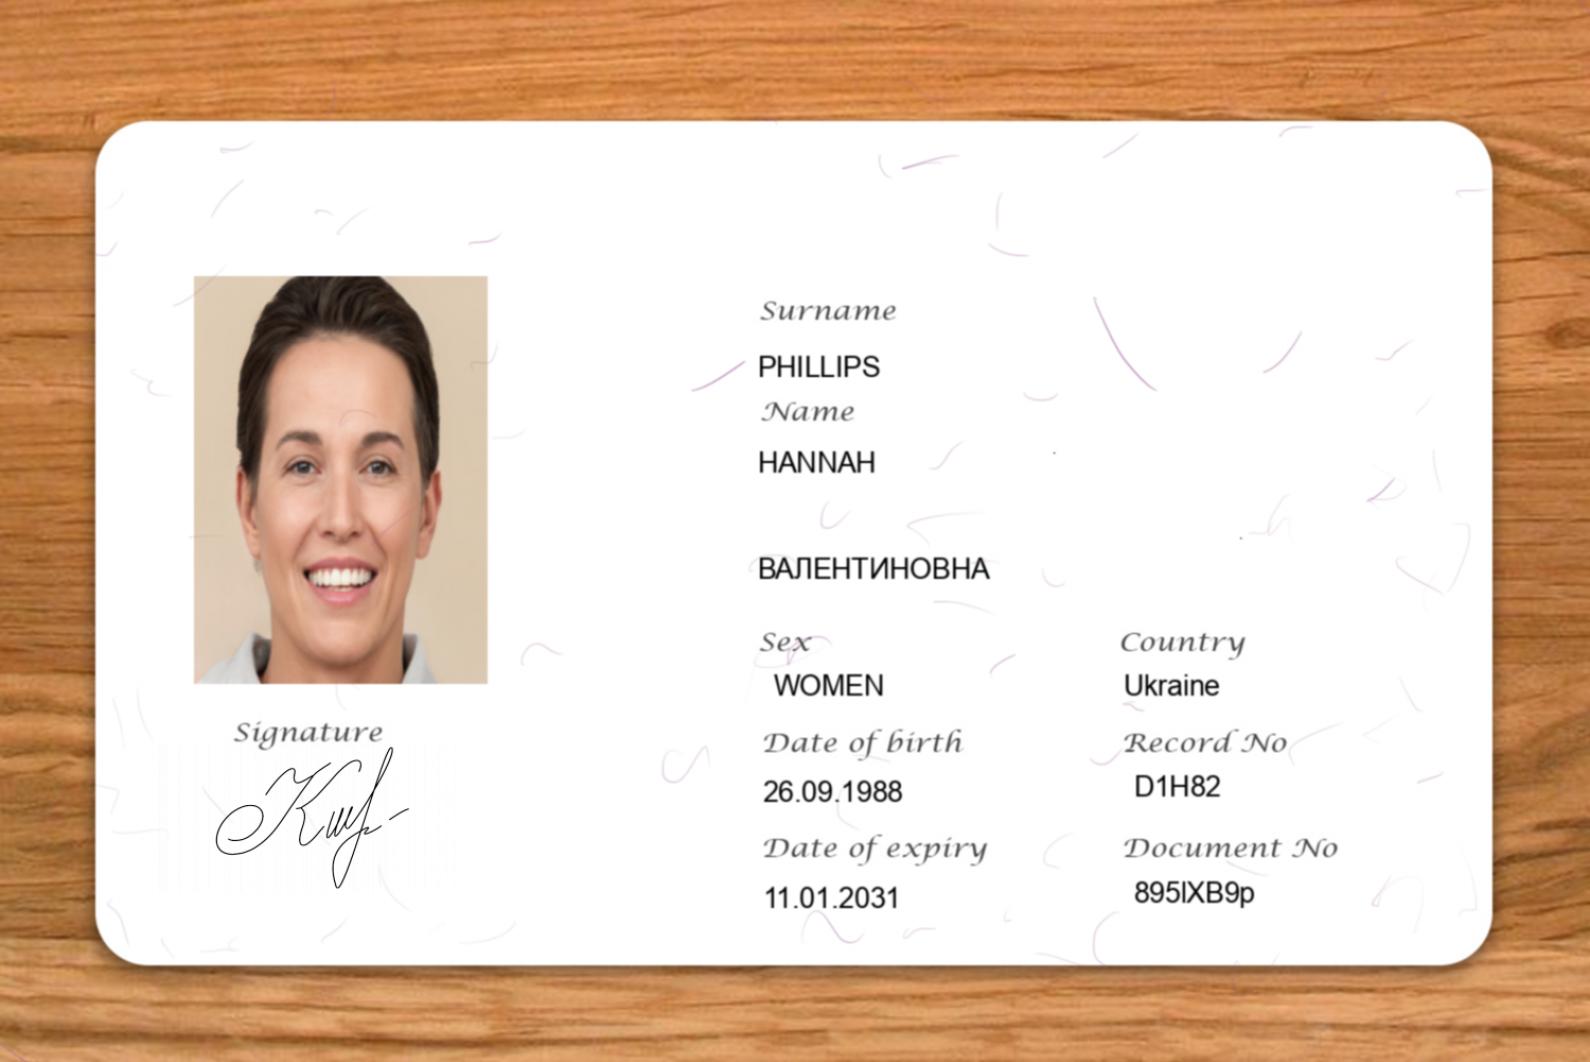 Surname
PHILLIPS
Name
HANNAH
ВАЛЕНТИНОВНА
Sex
Country
WOMEN
Ukraine
Date of birth
Record No
26.09.1988
D1H82
Date of expiry
Document No
11.01.2031
895IXB9p
Signature